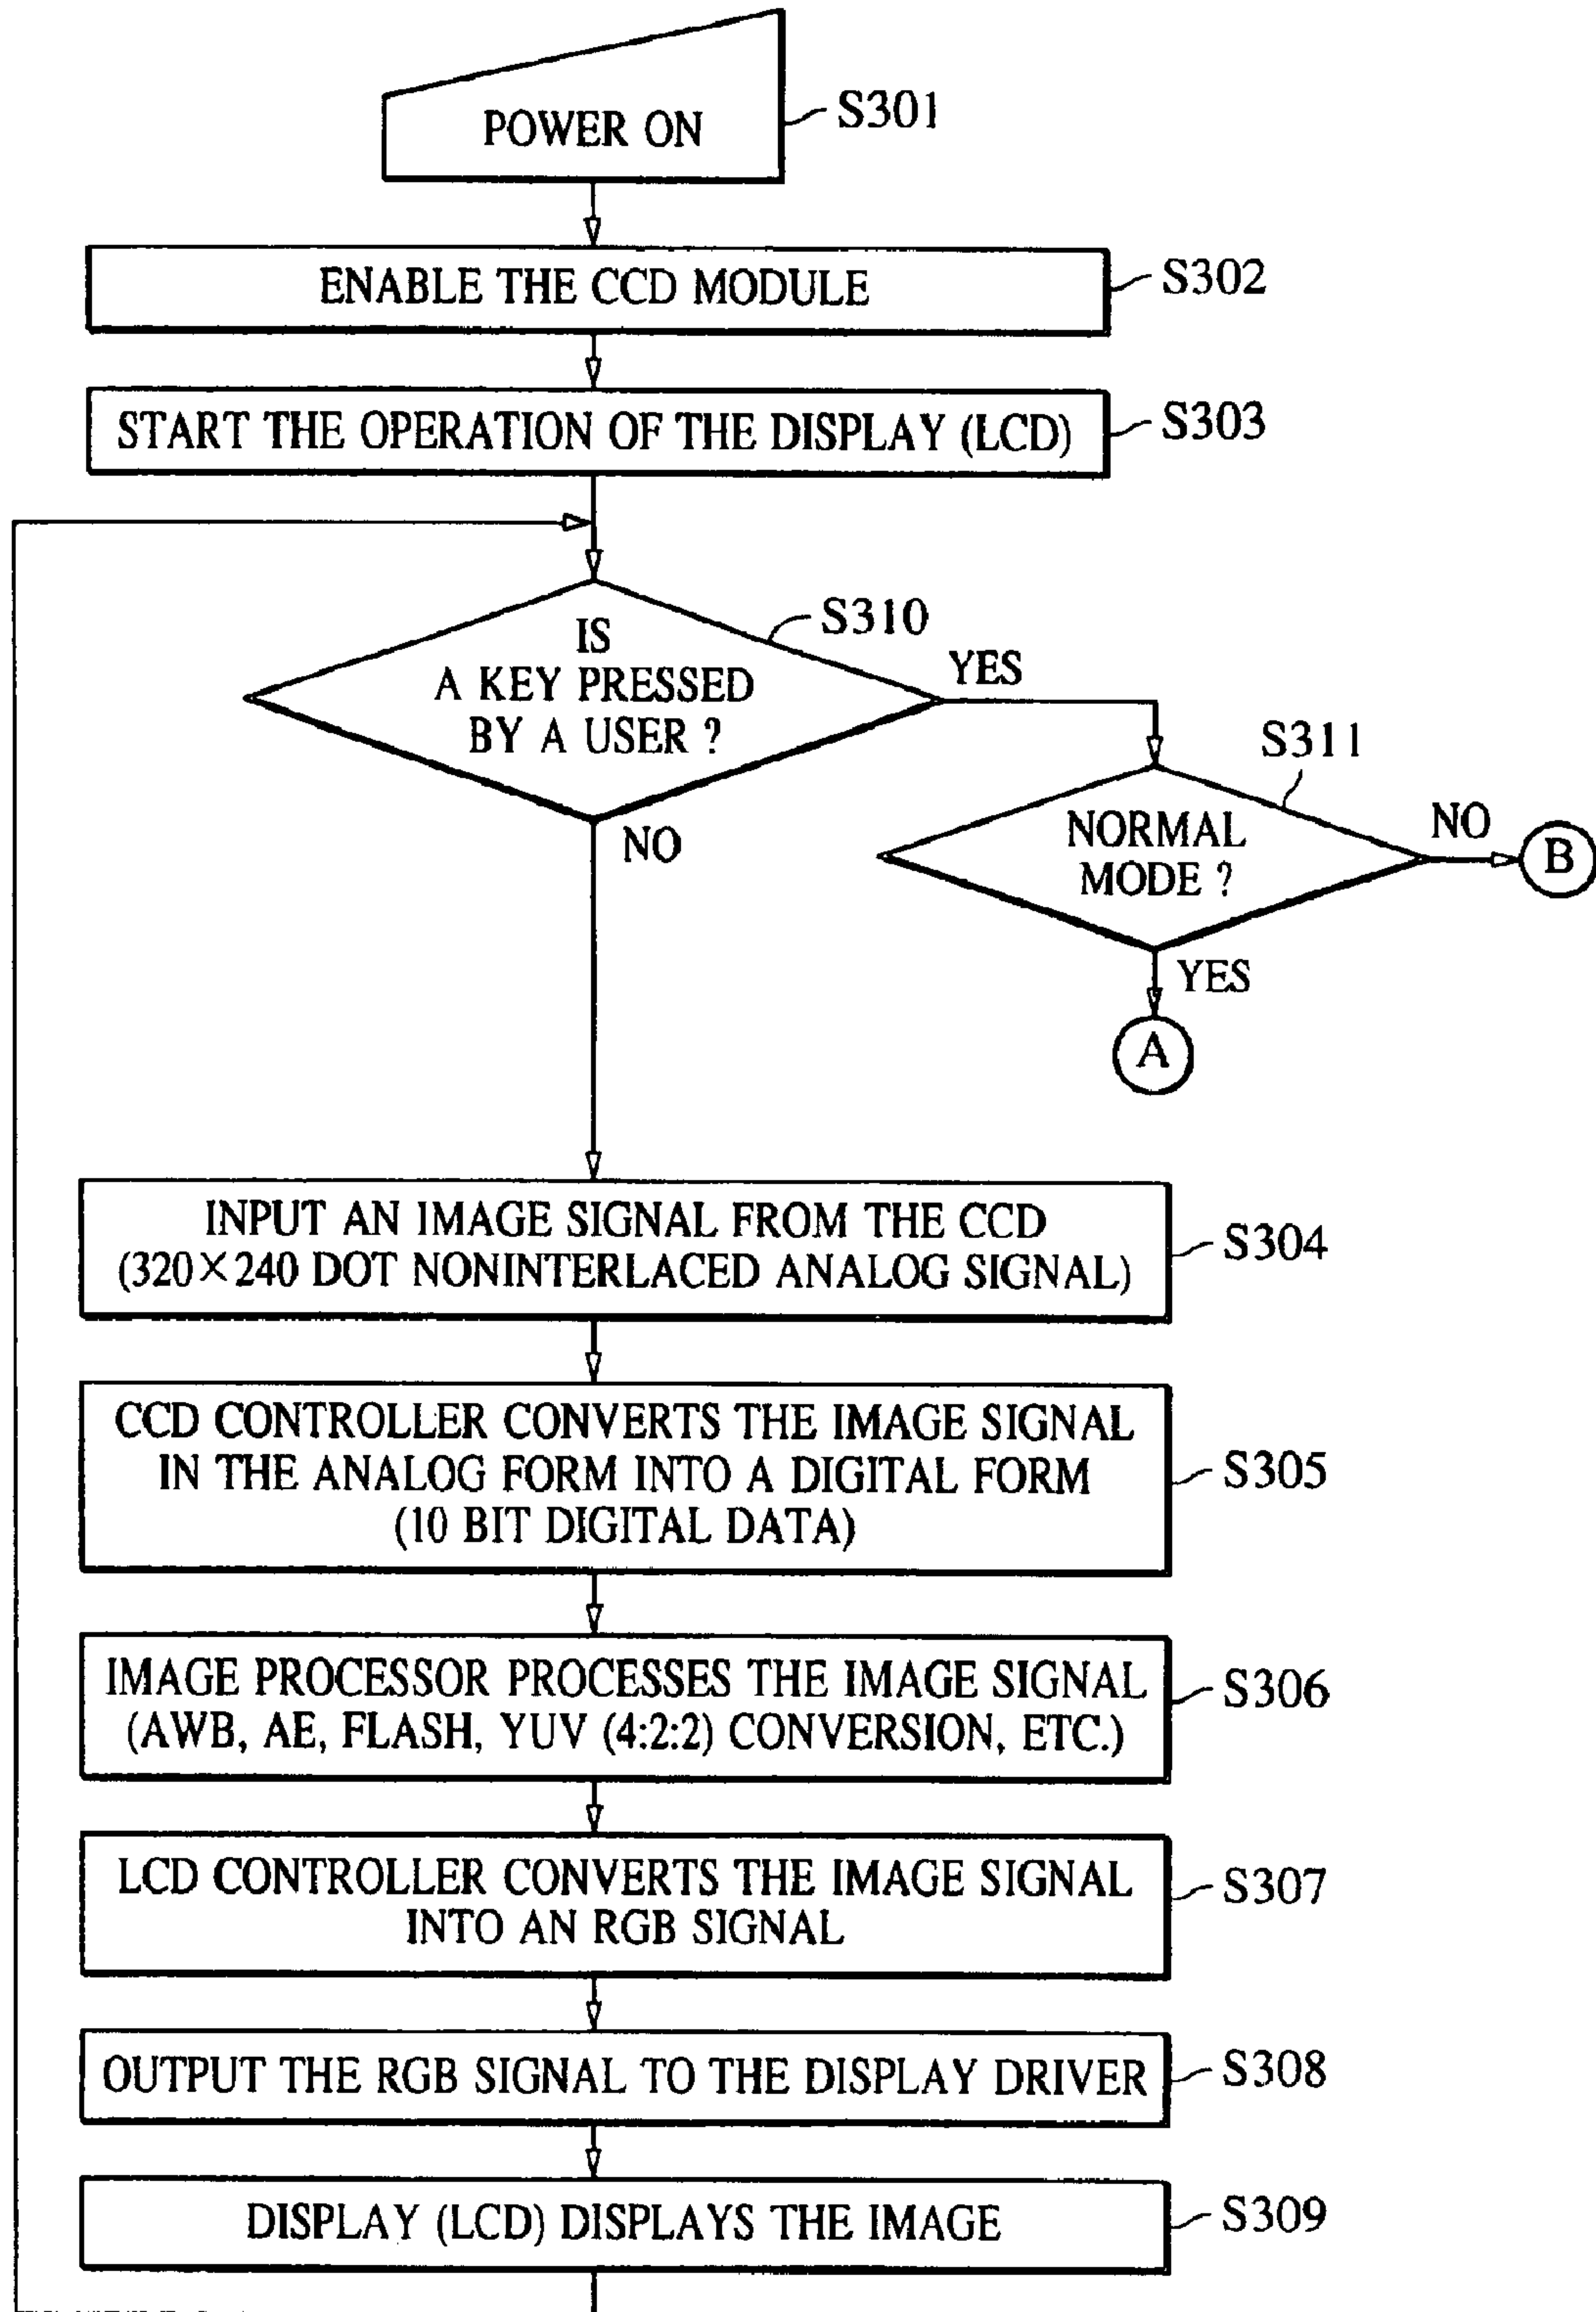 POWER ON
S301
ENABLE THE CCD MODULE
S302
START THE OPERATION OF THE DISPLAY (LCD)
S303
IS
A KEY PRESSED
BY A USER ?
S310
YES
NO
S311
NORMAL
MODE ?
NO
B
YES
A
INPUT AN IMAGE SIGNAL FROM THE CCD
(320×240 DOT NONINTERLACED ANALOG SIGNAL)
S304
CCD CONTROLLER CONVERTS THE IMAGE SIGNAL
IN THE ANALOG FORM INTO A DIGITAL FORM
(10 BIT DIGITAL DATA)
S305
IMAGE PROCESSOR PROCESSES THE IMAGE SIGNAL
(AWB, AE, FLASH, YUV (4:2:2) CONVERSION, ETC.)
S306
LCD CONTROLLER CONVERTS THE IMAGE SIGNAL
INTO AN RGB SIGNAL
S307
OUTPUT THE RGB SIGNAL TO THE DISPLAY DRIVER
S308
DISPLAY (LCD) DISPLAYS THE IMAGE
S309